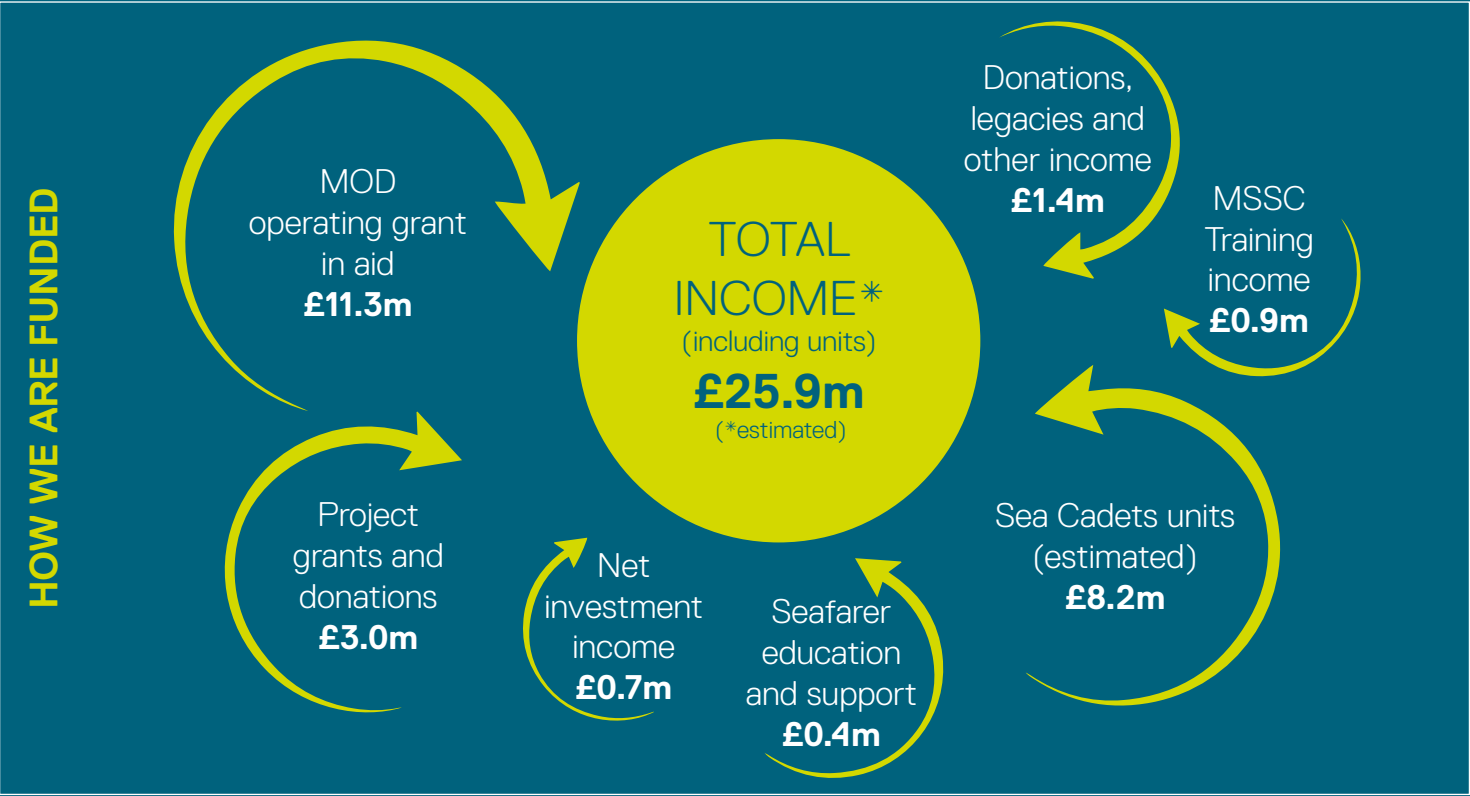 HOW WE ARE FUNDED
MOD
operating grant
in aid
£11.3m
Project
grants and
donations
£3.0m
Net
investment
income
£0.7m
TOTAL
INCOME*
(including units)
£25.9m
(*estimated)
Seafarer
education
and support
£0.4m
Donations,
legacies and
other income
£1.4m
MSSC
Training
income
£0.9m
Sea Cadets units
(estimated)
£8.2m